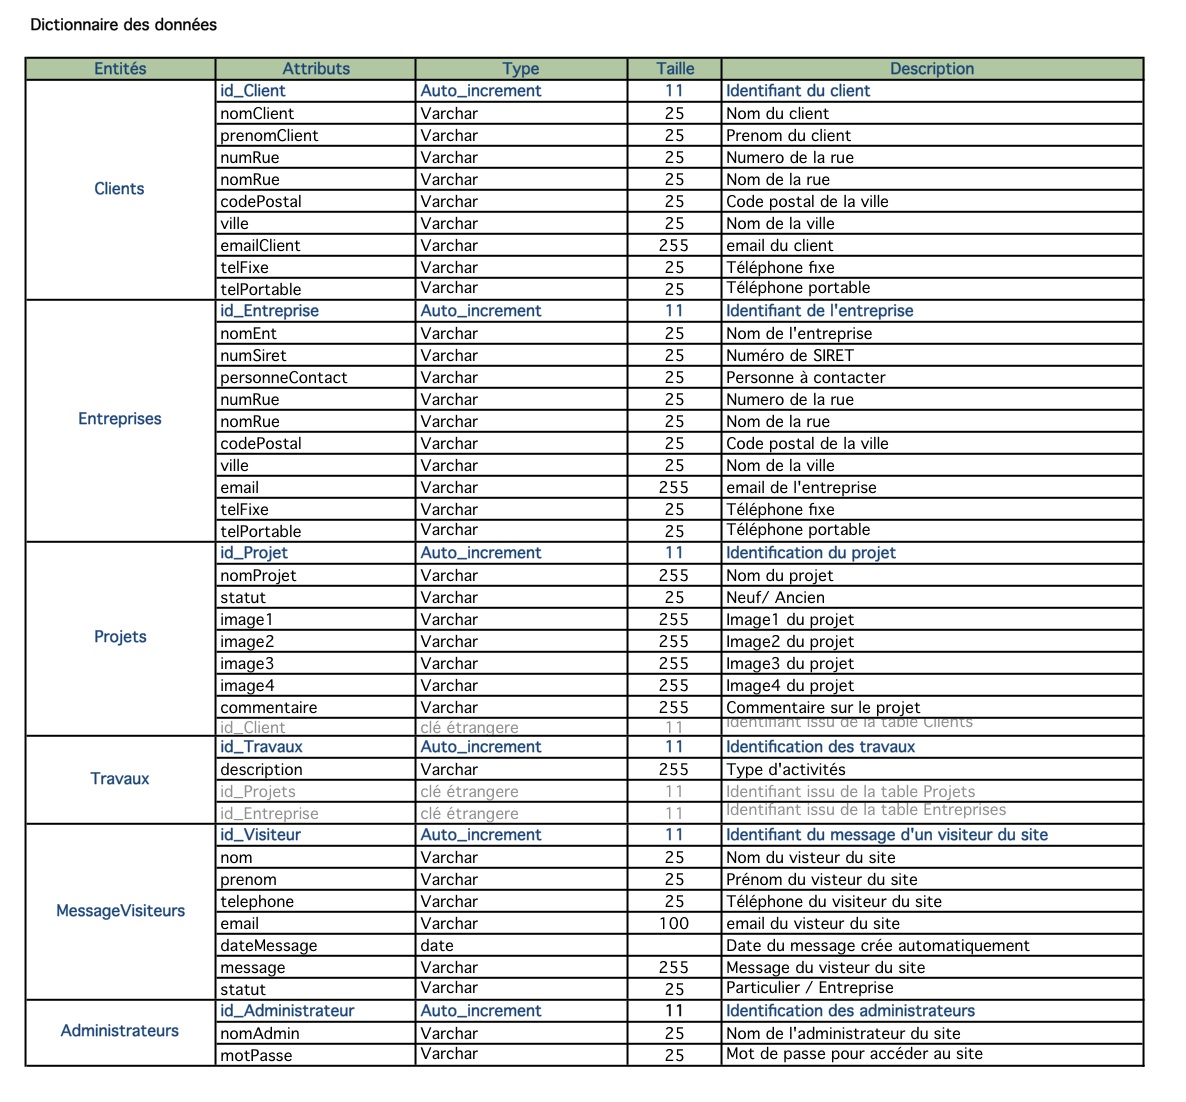 Dictionnaire des données
Entités Attributs Type Taille Description
id_Client Auto_increment 11 Identifiant du client
nomClient Varchar 25 Nom du client
prenomClient Varchar 25 Prenom du client
numRue Varchar 25 Numero de la rue
nomRue Varchar 25 Nom de la rue
Clients
codePostal Varchar 25 Code postal de la ville
ville Varchar 25 Nom de la ville
emailClient Varchar 255 email du client
telFixe Varchar 25 Téléphone fixe
telPortable Varchar 25 Téléphone portable
id_Entreprise Auto_increment 11 Identifiant de l'entreprise
nomEnt Varchar 25 Nom de l'entreprise
numSiret Varchar 25 Numéro de SIRET
personneContact Varchar 25 Personne à contacter
numRue Varchar 25 Numero de la rue
Entreprises
nomRue Varchar 25 Nom de la rue
codePostal Varchar 25 Code postal de la ville
ville Varchar 25 Nom de la ville
email Varchar 255 email de l'entreprise
telFixe Varchar 25 Téléphone fixe
telPortable Varchar 25 Téléphone portable
id_Projet Auto_increment 11 Identification du projet
nomProjet Varchar 255 Nom du projet
statut Varchar 25 Neuf/ Ancien
image1 Varchar 255 Image1 du projet
Projets
image2 Varchar 255 Image2 du projet
image3 Varchar 255 Image3 du projet
image4 Varchar 255 Image4 du projet
commentaire Varchar 255 Commentaire sur le projet
id_Client clé étrangere 11 Identifiant issu de la table Clients
id_Travaux Auto_increment 11 Identification des travaux
description Varchar 255 Type d'activités
Travaux
id_Projets clé étrangere 11 Identifiant issu de la table Projets
id_Entreprise clé étrangere 11 Identifiant issu de la table Entreprises
id_Visiteur Auto_increment 11 Identifiant du message d'un visiteur du site
nom Varchar 25 Nom du visteur du site
prenom Varchar 25 Prénom du visteur du site
telephone Varchar 25 Téléphone du visiteur du site
MessageVisiteurs
email Varchar 100 email du visteur du site
dateMessage date Date du message crée automatiquement
message Varchar 255 Message du visteur du site
statut Varchar 25 Particulier / Entreprise
id_Administrateur Auto_increment 11 Identification des administrateurs
Administrateurs
nomAdmin Varchar 25 Nom de l'administrateur du site
motPasse Varchar 25 Mot de passe pour accéder au site